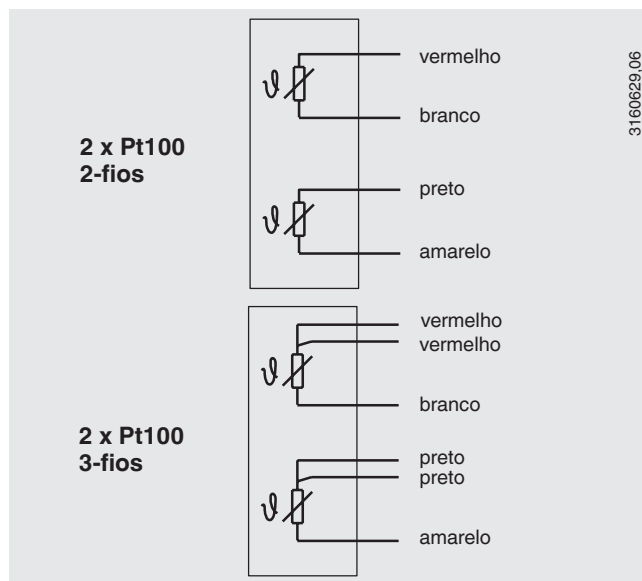 2 x Pt100
2-fios
ϑ
vermelho
branco
ϑ
preto
amarelo
2 x Pt100
3-fios
ϑ
vermelho
vermelho
branco
ϑ
preto
preto
amarelo
3160629,06